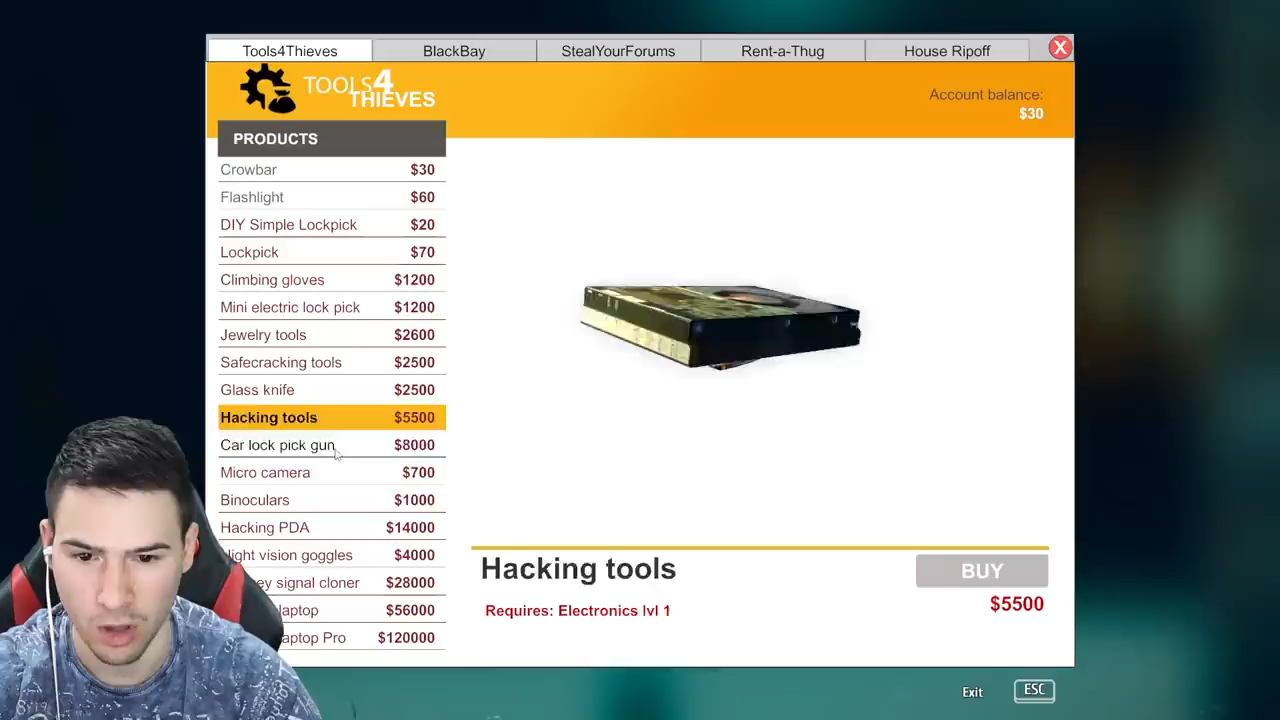 Tools4Thieves BlackBay StealYourForums Rent-a-Thug House Ripoff X
TOOLS4
THIEVES
Account balance:
$30
PRODUCTS
Crowbar $30
Flashlight $60
DIY Simple Lockpick $20
Lockpick $70
Climbing gloves $1200
Mini electric lock pick $1200
Jewelry tools $2600
Safecracking tools $2500
Glass knife $2500
Hacking tools $5500
Car lock pick gun $8000
Micro camera $700
Binoculars $1000
Hacking PDA $14000
ight vision goggles $4000
ey signal cloner $28000
laptop $56000
aptop Pro $120000
Hacking tools
BUY
Requires: Electronics lvl 1
$5500
Exit ESC